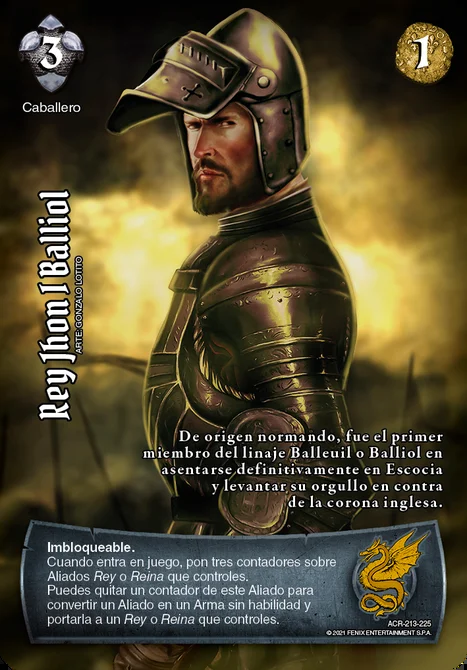 3
1
Caballero
Rey Jhon I Balliol
ARTE: GONZALO LOTITO
De origen normando, fue el primer
miembro del linaje Balleuil o Balliol en
asentarse definitivamente en Escocia
y levantar su orgullo en contra
de la corona inglesa.
Imbloqueable.
Cuando entra en juego, pon tres contadores sobre
Aliados Rey o Reina que controles.
Puedes quitar un contador de este Aliado para
convertir un Aliado en un Arma sin habilidad y
portarla a un Rey o Reina que controles.
ACR-213-225
© 2021 FENIX ENTERTAINMENT S.P.A.